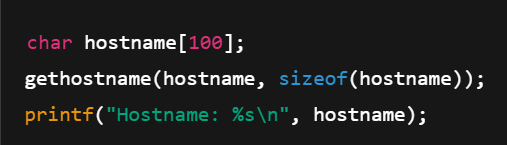 char hostname[100];
gethostname(hostname, sizeof(hostname));
printf("Hostname: %s\n", hostname);